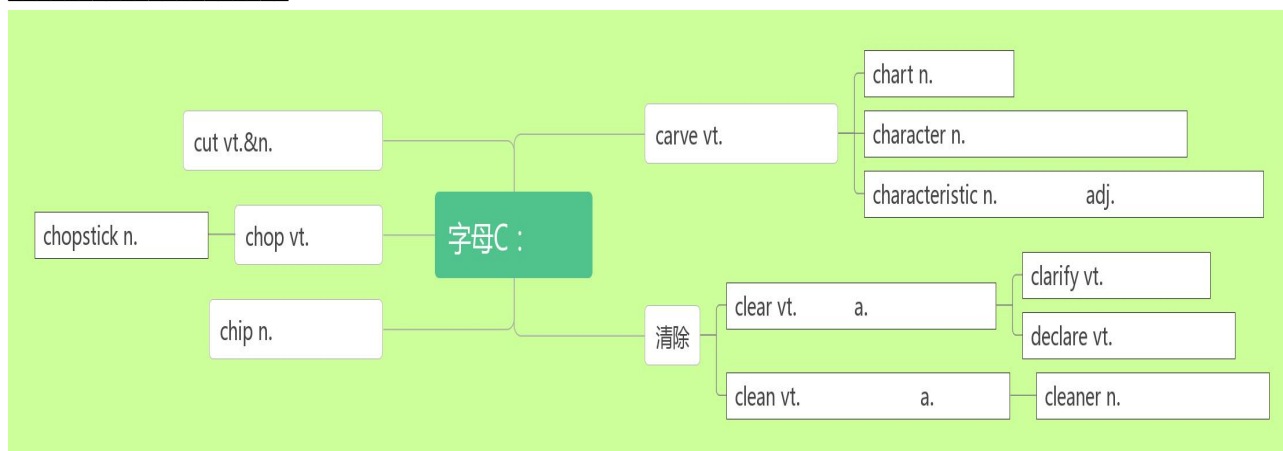 cut vt.&n.
chopstick n.
chop vt.
chip n.
字母C：
carve vt.
chart n.
character n.
characteristic n. adj.
清除
clear vt. a.
clarify vt.
declare vt.
clean vt. a.
cleaner n.